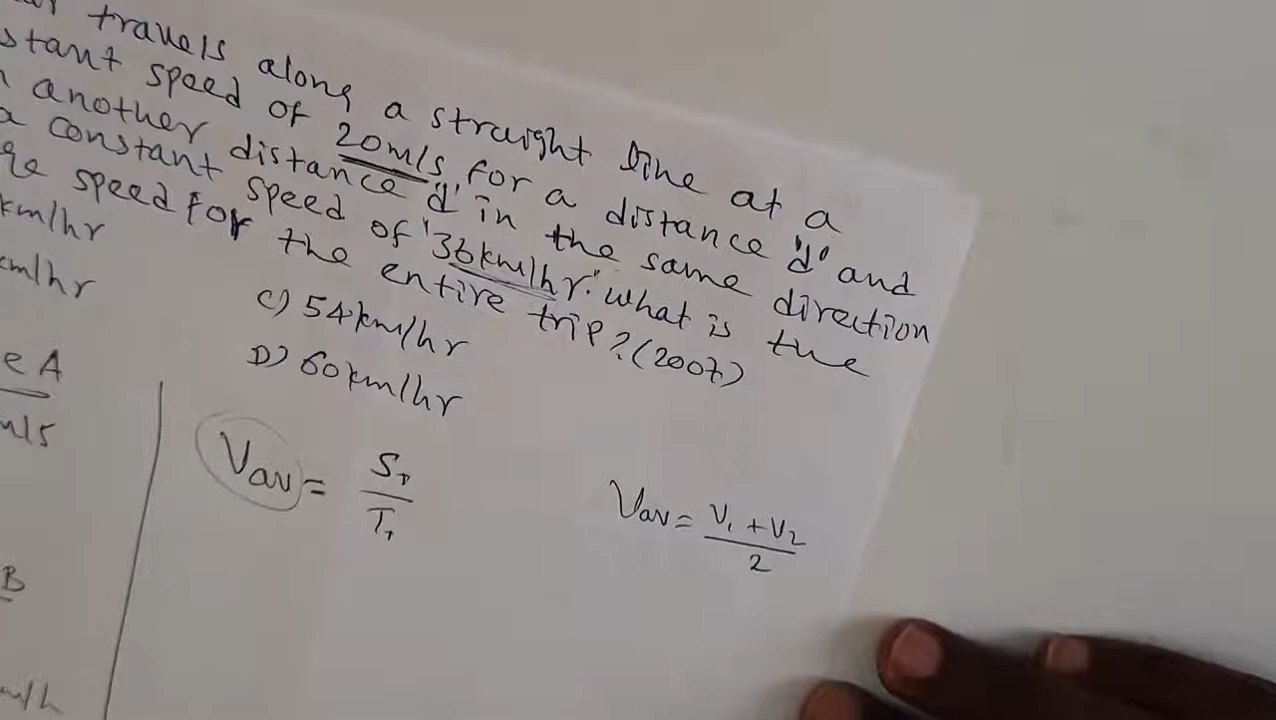 travels along a straight line at a
stant speed of 20m/s for a distance 'd' and
another distance 'd' in the same direction
a constant speed of '36km/hr'. what is the
ge speed for the entire trip? (2007)
km/hr
C) 54km/hr
km/hr
D) 60km/hr
e A
m/s
Vav = ST / TT
Vav = V1 + V2 / 2
B
m/h